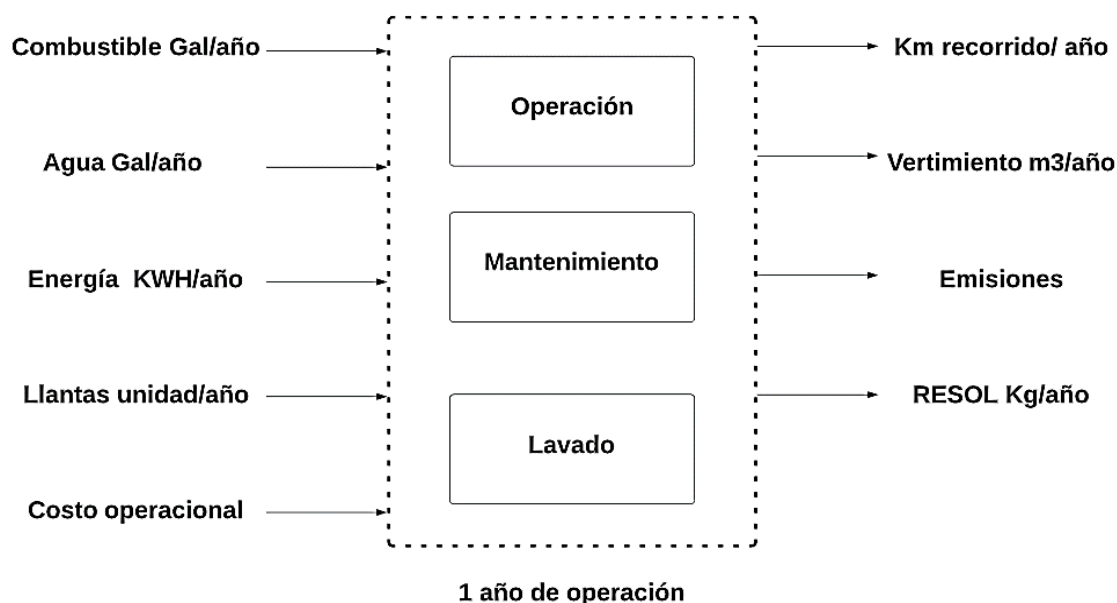 Combustible Gal/año
Agua Gal/año
Energía KWH/año
Llantas unidad/año
Costo operacional
Operación
Mantenimiento
Lavado
Km recorrido/ año
Vertimiento m3/año
Emisiones
RESOL Kg/año
1 año de operación